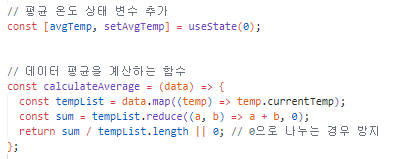 // 평균 온도 상태 변수 추가
const [avgTemp, setAvgTemp] = useState(0);
// 데이터 평균을 계산하는 함수
const calculateAverage = (data) => {
const tempList = data.map((temp) => temp.currentTemp);
const sum = tempList.reduce((a, b) => a + b, 0);
return sum / tempList.length || 0; // 0으로 나누는 경우 방지
};